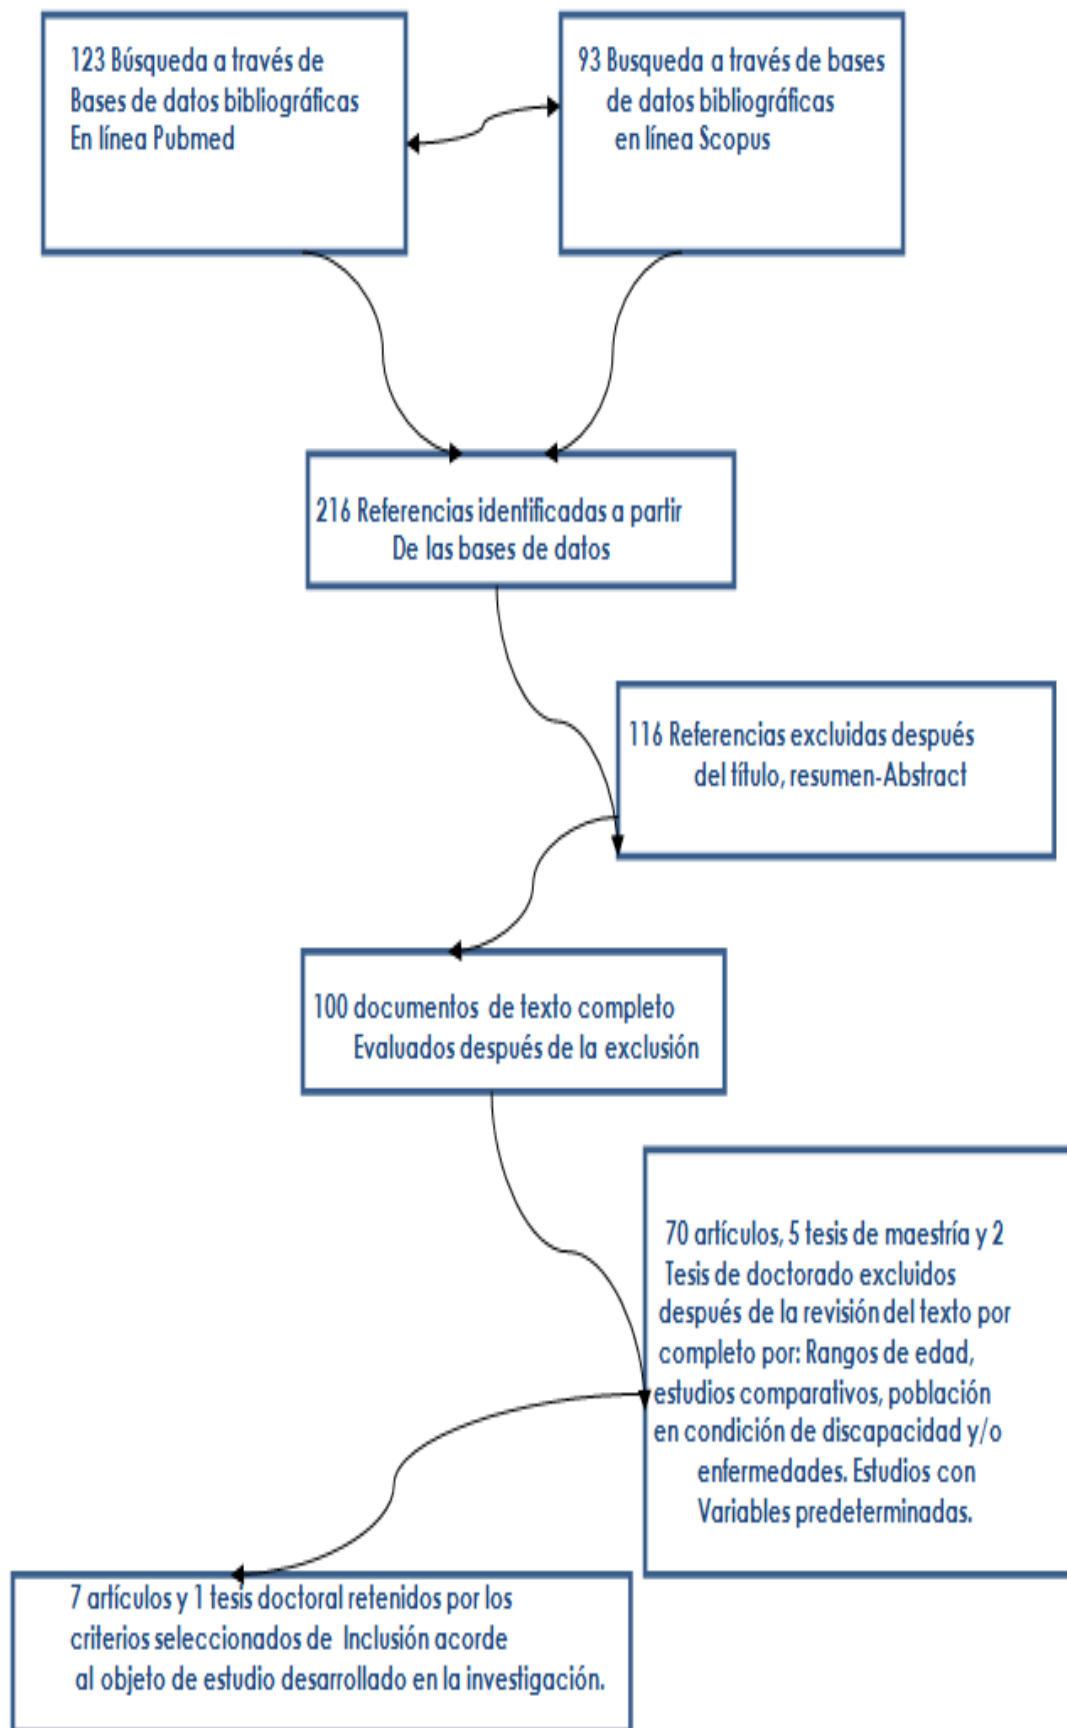 123 Búsqueda a través de
Bases de datos bibliográficas
En línea Pubmed
93 Busqueda a través de bases
de datos bibliográficas
en línea Scopus
216 Referencias identificadas a partir
De las bases de datos
116 Referencias excluidas después
del título, resumen-Abstract
100 documentos de texto completo
Evaluados después de la exclusión
70 artículos, 5 tesis de maestría y 2
Tesis de doctorado excluidos
después de la revisión del texto por
completo por: Rangos de edad,
estudios comparativos, población
en condición de discapacidad y/o
enfermedades. Estudios con
Variables predeterminadas.
7 artículos y 1 tesis doctoral retenidos por los
criterios seleccionados de Inclusión acorde
al objeto de estudio desarrollado en la investigación.